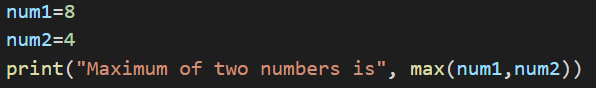 num1=8
num2=4
print("Maximum of two numbers is", max(num1,num2))